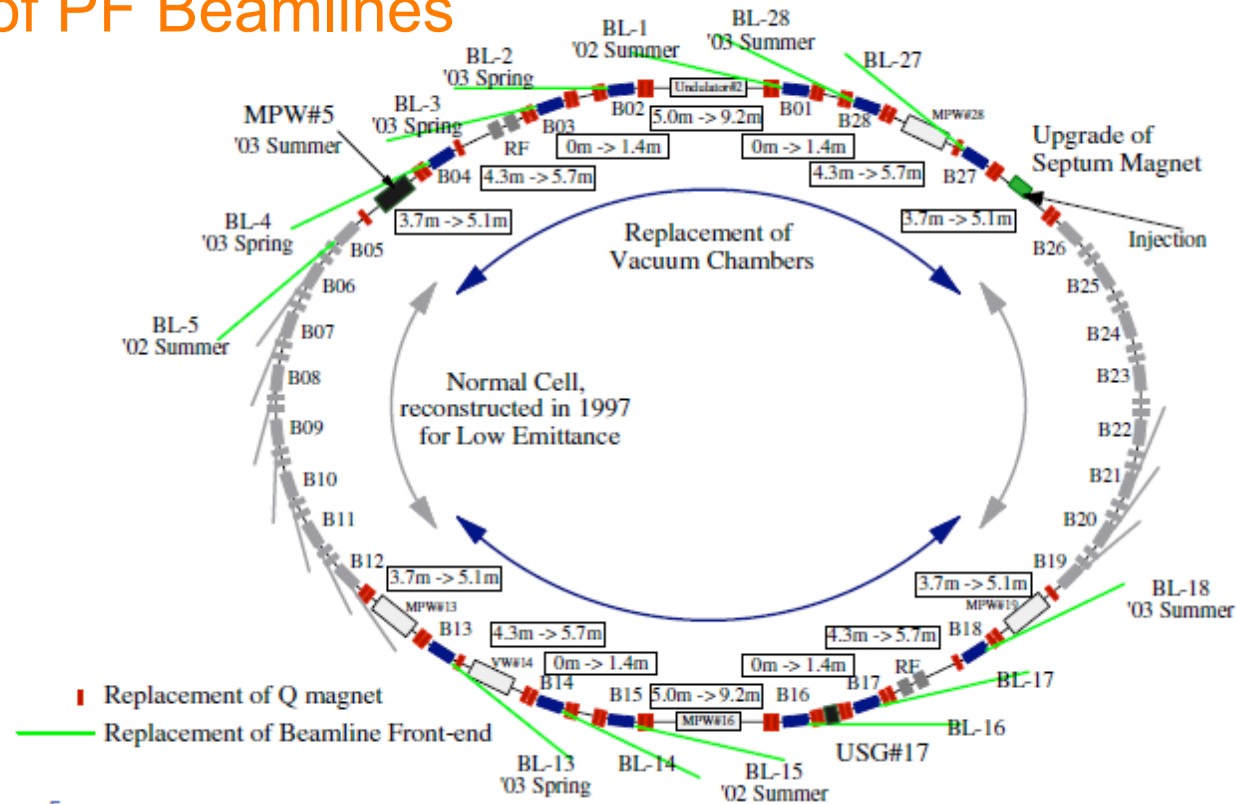 of PF Beamlines
BL-1
'02 Summer
BL-28
'03 Summer
BL-2
'03 Spring
BL-27
BL-3
'03 Spring
MPW#5
'03 Summer
Undulator#2
B02
B01
5.0m -> 9.2m
B03
B28
MPW#28
Upgrade of
Septum Magnet
RF
0m -> 1.4m
0m -> 1.4m
B04
4.3m ->5.7m
4.3m ->5.7m
B27
BL-4
'03 Spring
3.7m -> 5.1m
3.7m -> 5.1m
Injection
B05
B26
Replacement of
Vacuum Chambers
B06
B25
BL-5
'02 Summer
B07
B24
B08
B23
Normal Cell,
reconstructed in 1997
for Low Emittance
B09
B22
B10
B21
B11
B20
B12
B19
3.7m -> 5.1m
3.7m -> 5.1m
MPW#13
MPW#19
BL-18
'03 Summer
B13
4.3m -> 5.7m
4.3m -> 5.7m
B18
VW#14
0m -> 1.4m
0m -> 1.4m
RF
B14
B15
5.0m -> 9.2m
B16
B17
BL-17
Replacement of Q magnet
MPW#16
Replacement of Beamline Front-end
BL-16
USG#17
BL-13
'03 Spring
BL-14
BL-15
'02 Summer